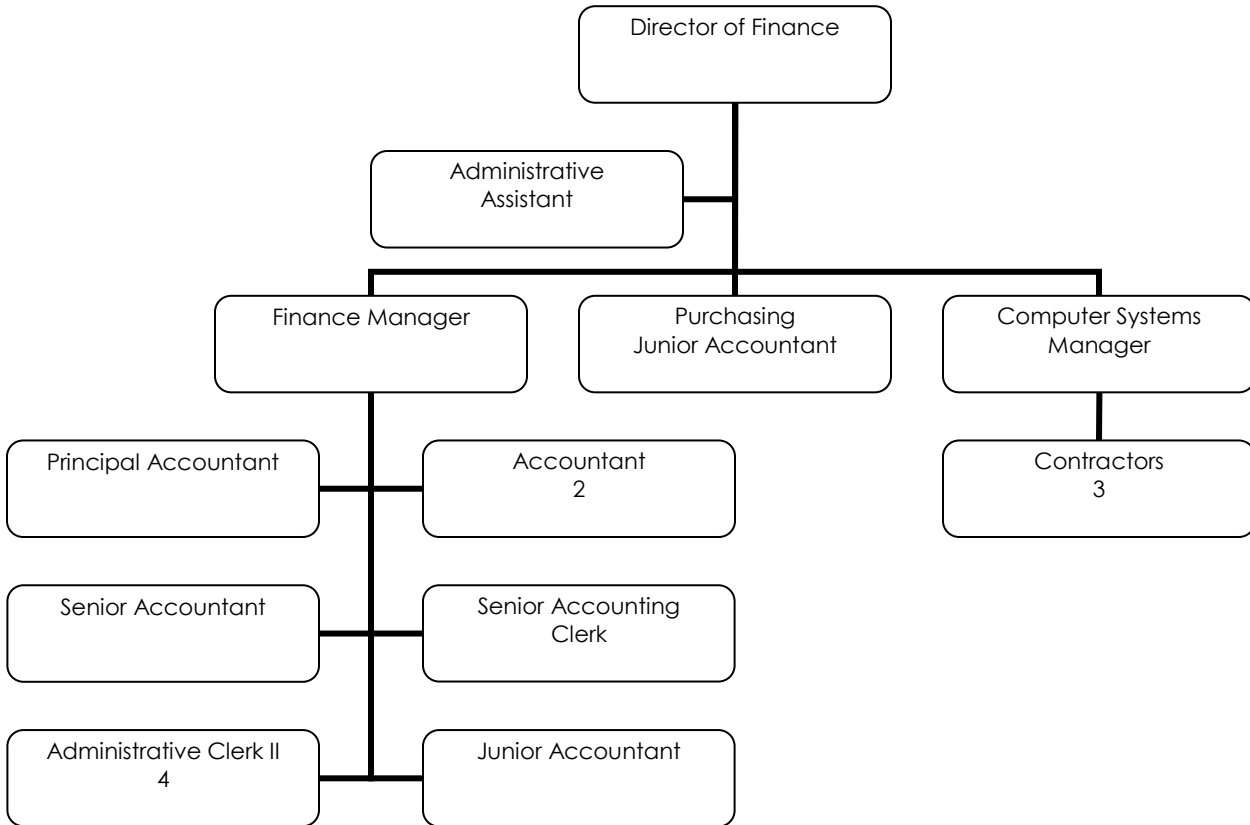 Director of Finance
Administrative
Assistant
Finance Manager
Purchasing
Junior Accountant
Computer Systems
Manager
Principal Accountant
Accountant
2
Contractors
3
Senior Accountant
Senior Accounting
Clerk
Administrative Clerk II
4
Junior Accountant